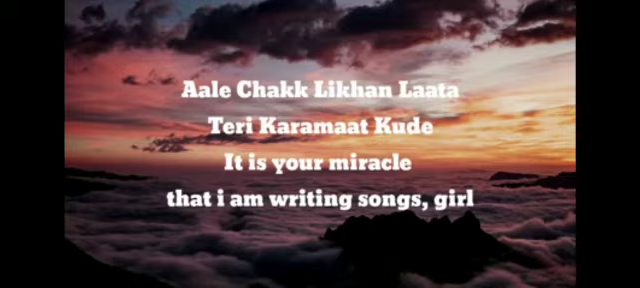 Aale Chakk Likhan Laata
Teri Karamaat Kude
It is your miracle
that i am writing songs, girl